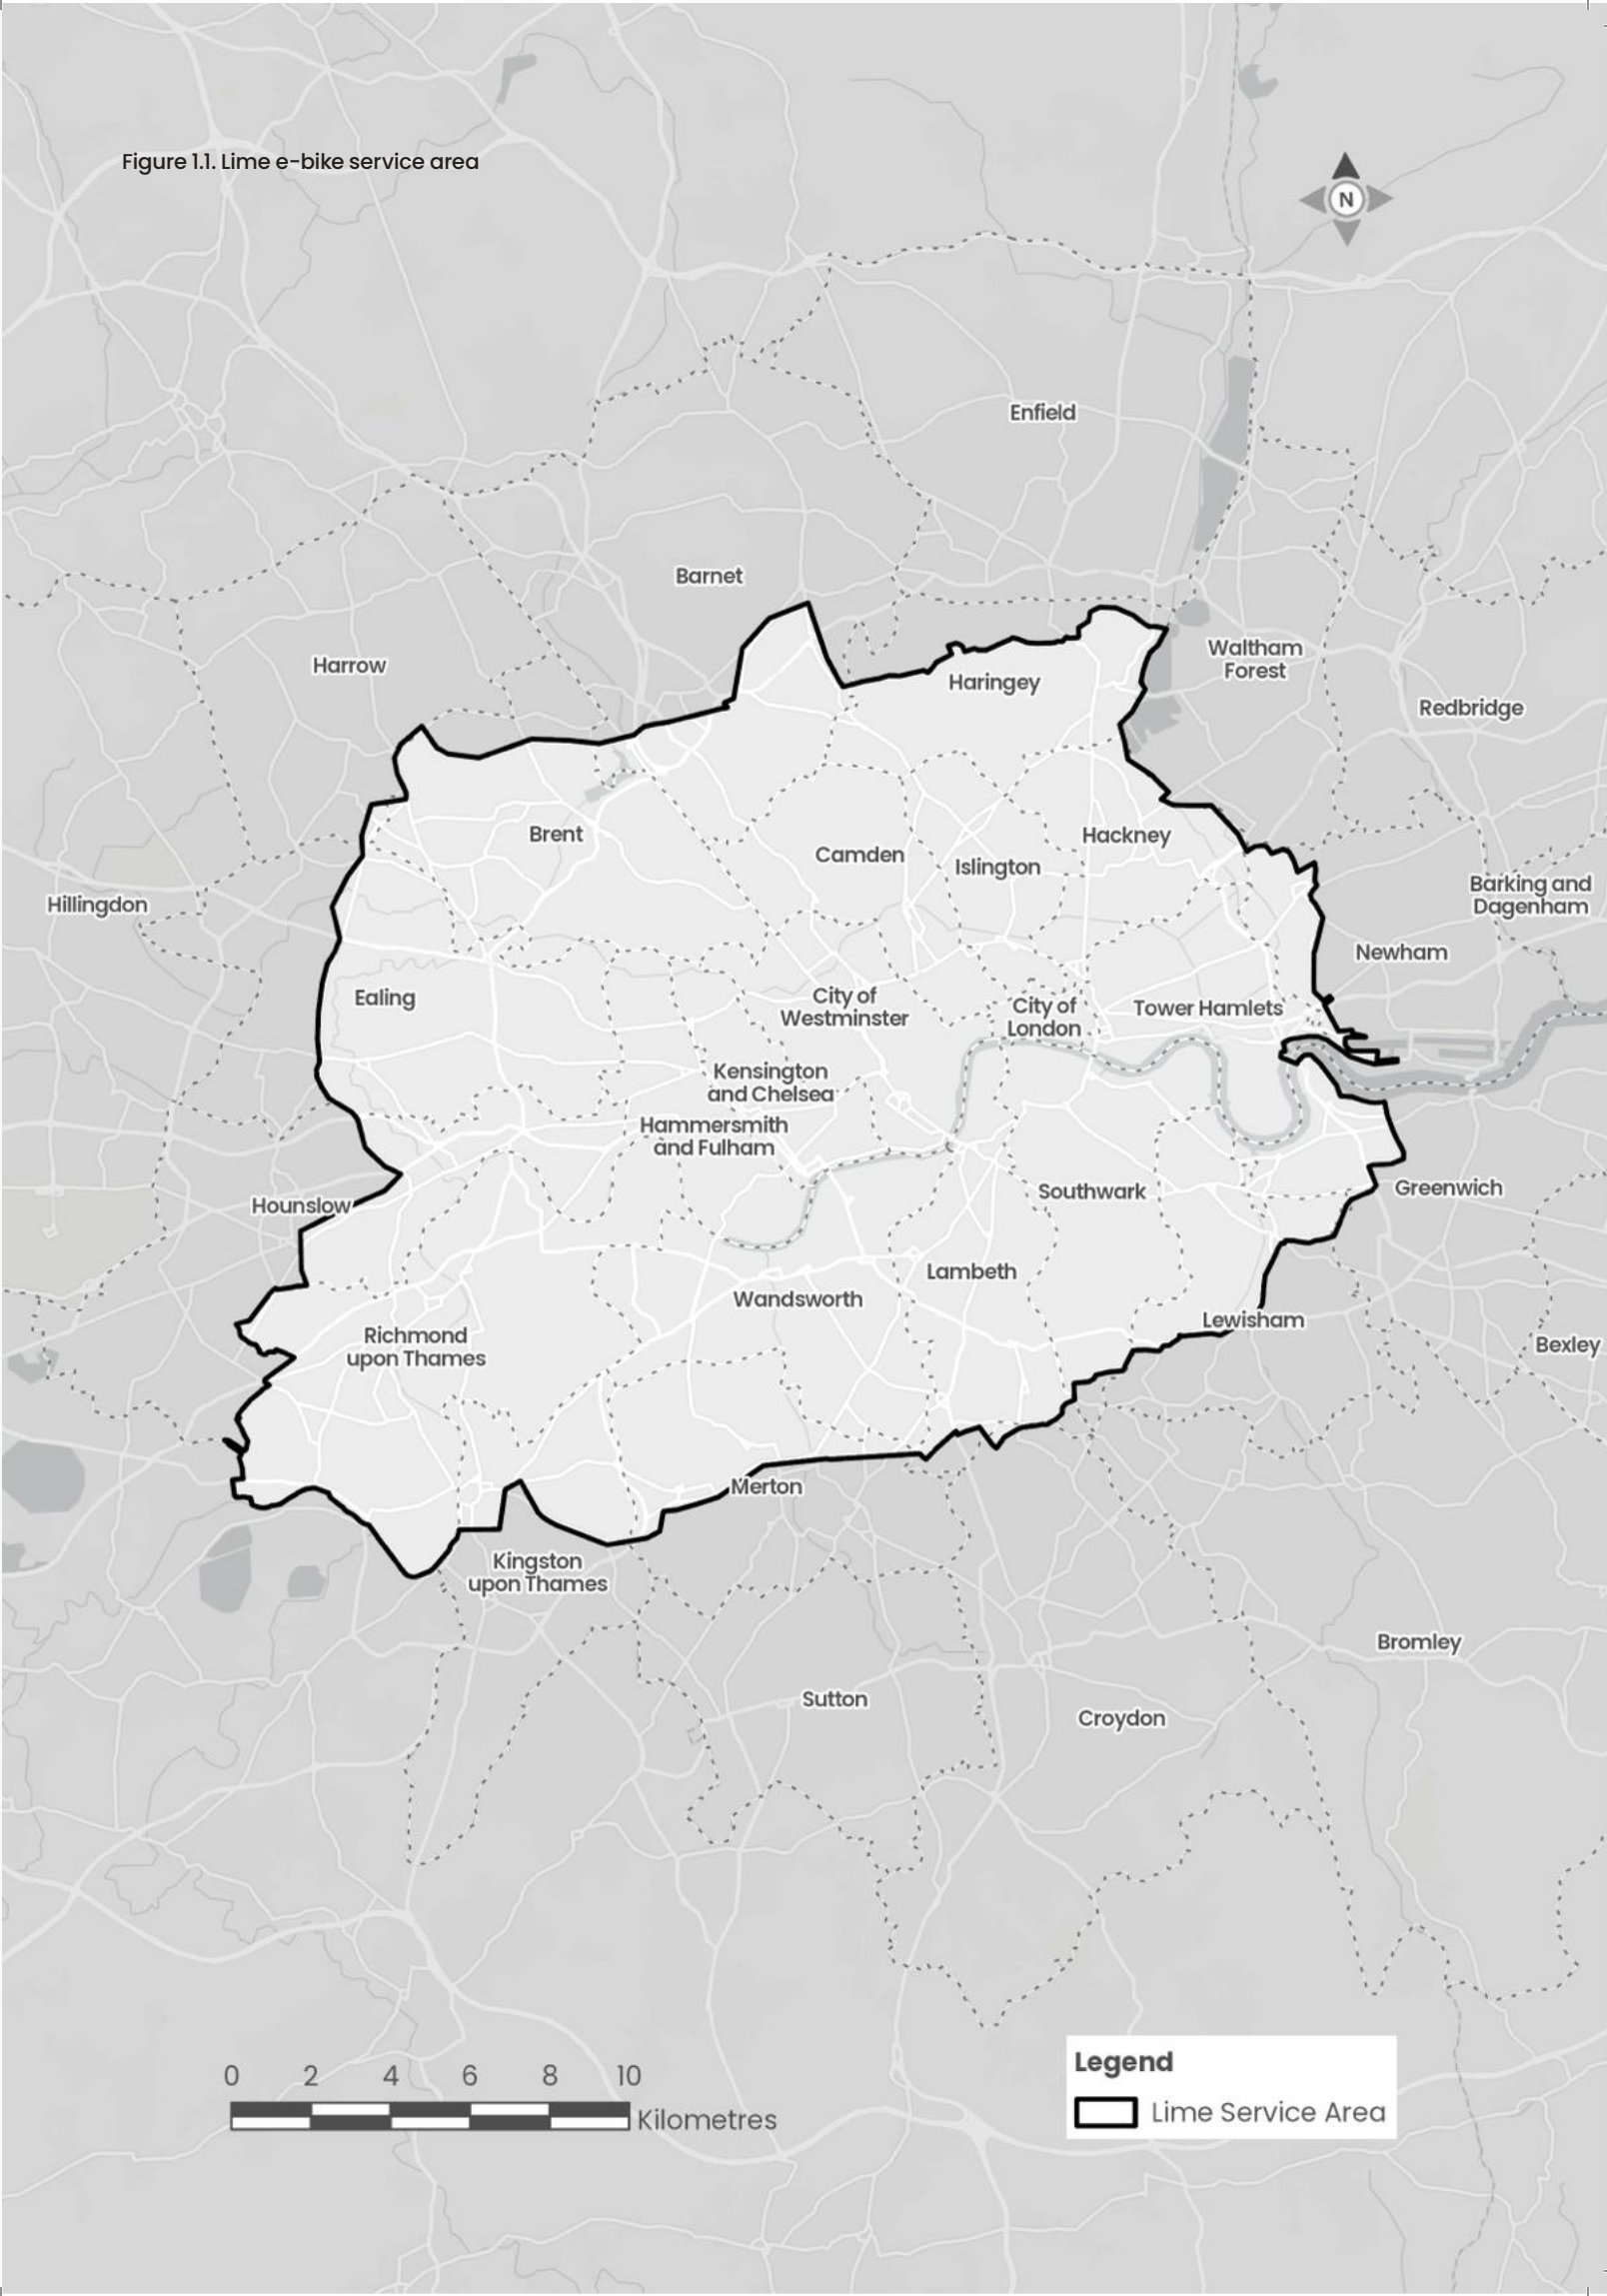 Figure 1.1. Lime e-bike service area
N
Enfield
Barnet
Harrow
Waltham
Forest
Haringey
Redbridge
Brent
Hackney
Camden
Islington
Barking and
Dagenham
Hillingdon
Newham
Ealing
City of
Westminster
City of
London
Tower Hamlets
Kensington
and Chelsea
Hammersmith
and Fulham
Hounslow
Southwark
Greenwich
Lambeth
Wandsworth
Lewisham
Richmond
upon Thames
Bexley
Merton
Kingston
upon Thames
Bromley
Sutton
Croydon
0 2 4 6 8 10
Kilometres
Legend
Lime Service Area